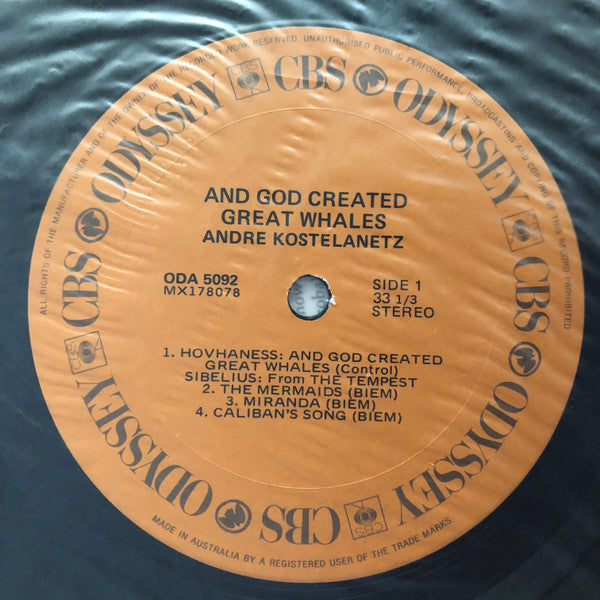 ALL RIGHTS OF THE MANUFACTURER AND OF THE OWNER OF THE RECORDED WORK RESERVED. UNAUTHORISED PUBLIC PERFORMANCE, BROADCASTING AND COPYING OF THIS RECORD PROHIBITED
ODYSSEY CBS ODYSSEY CBS ODYSSEY CBS ODYSSEY CBS
AND GOD CREATED
GREAT WHALES
ANDRE KOSTELANETZ
ODA 5092
MX178078
SIDE 1
33 1/3
STEREO
1. HOVHANESS: AND GOD CREATED
GREAT WHALES (Control)
SIBELIUS: From THE TEMPEST
2. THE MERMAIDS (BIEM)
3. MIRANDA (BIEM)
4. CALIBAN'S SONG (BIEM)
MADE IN AUSTRALIA BY A REGISTERED USER OF THE TRADE MARKS